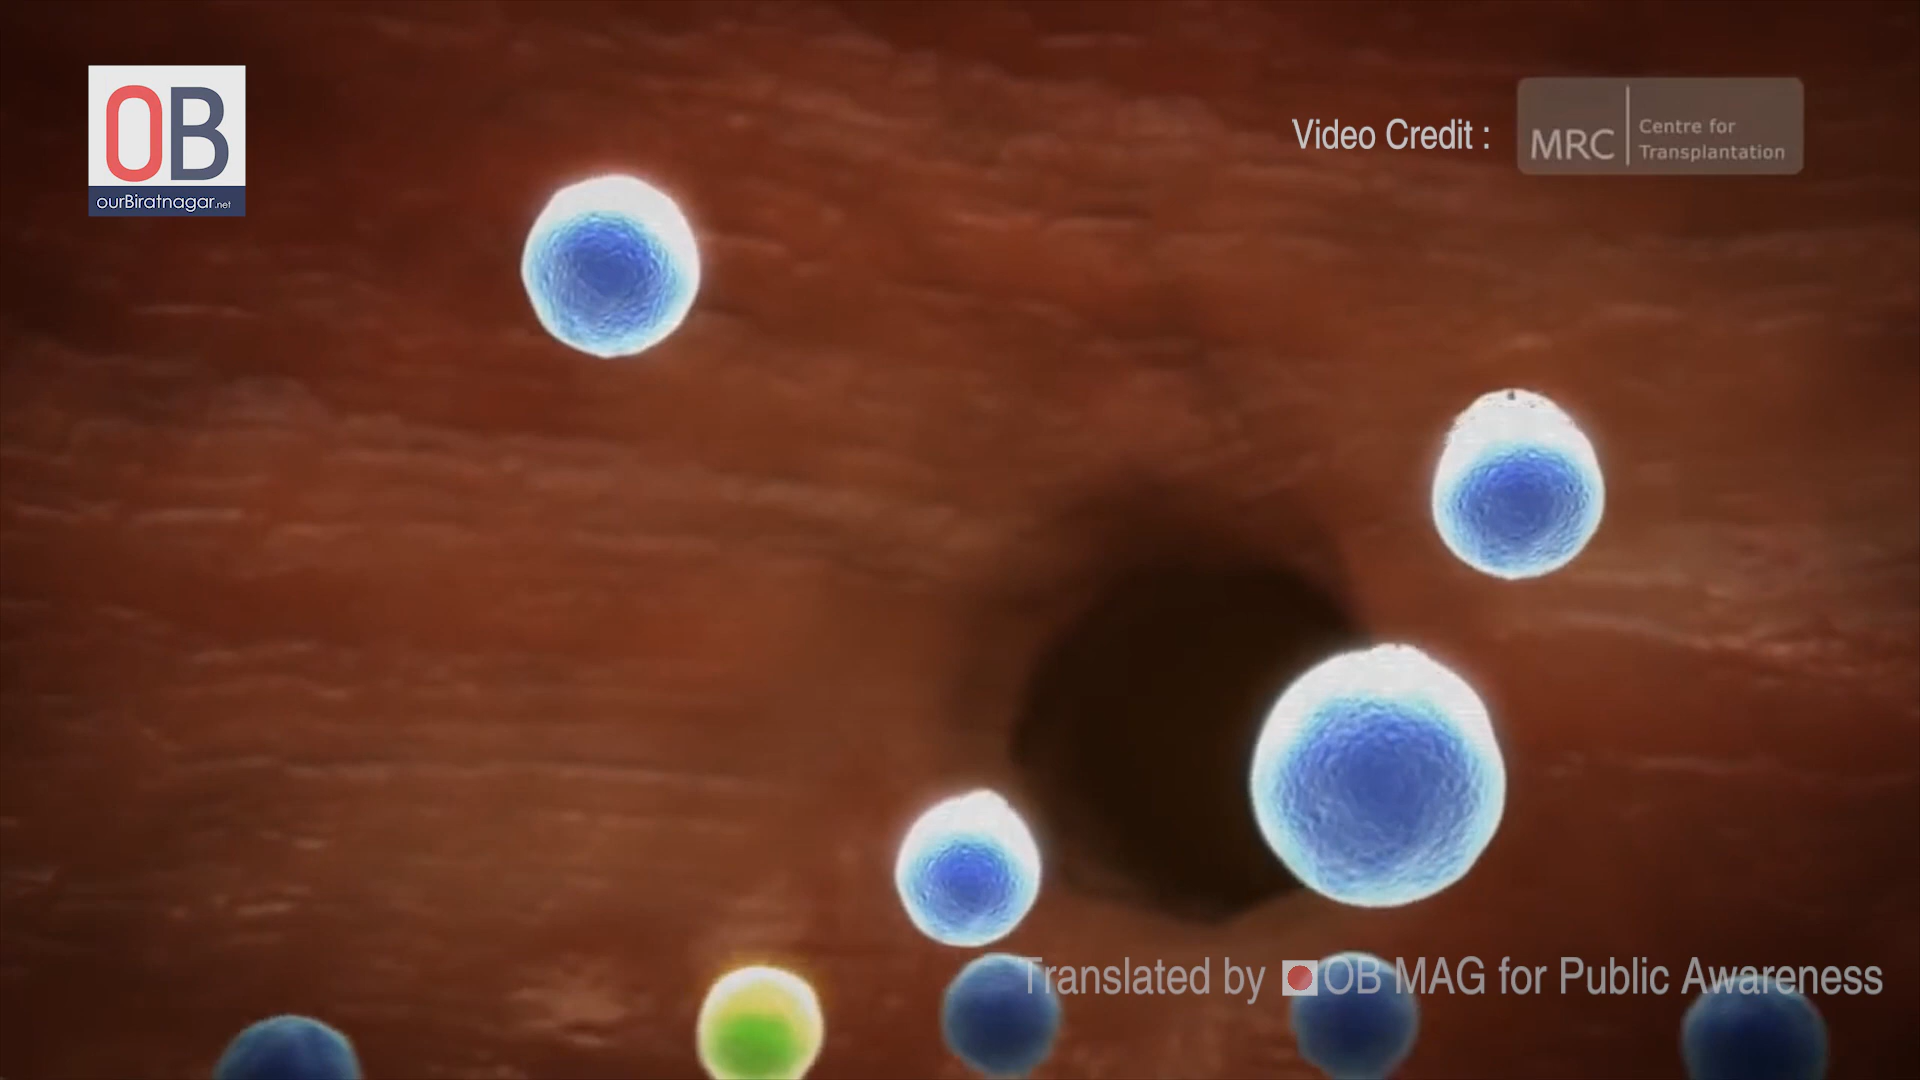 OB
ourBiratnagar.net
Video Credit :
MRC
Centre for
Transplantation
Translated by OB MAG for Public Awareness